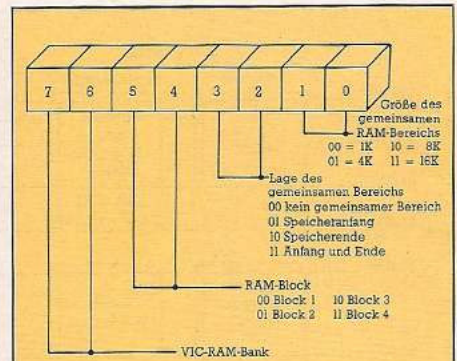 7 6 5 4 3 2 1 0
Größe des
gemeinsamen
RAM-Bereichs
00 = 1K 10 = 8K
01 = 4K 11 = 16K
Lage des
gemeinsamen Bereichs
00 kein gemeinsamer Bereich
01 Speicheranfang
10 Speicherende
11 Anfang und Ende
RAM-Block
00 Block 1 10 Block 3
01 Block 2 11 Block 4
VIC-RAM-Bank